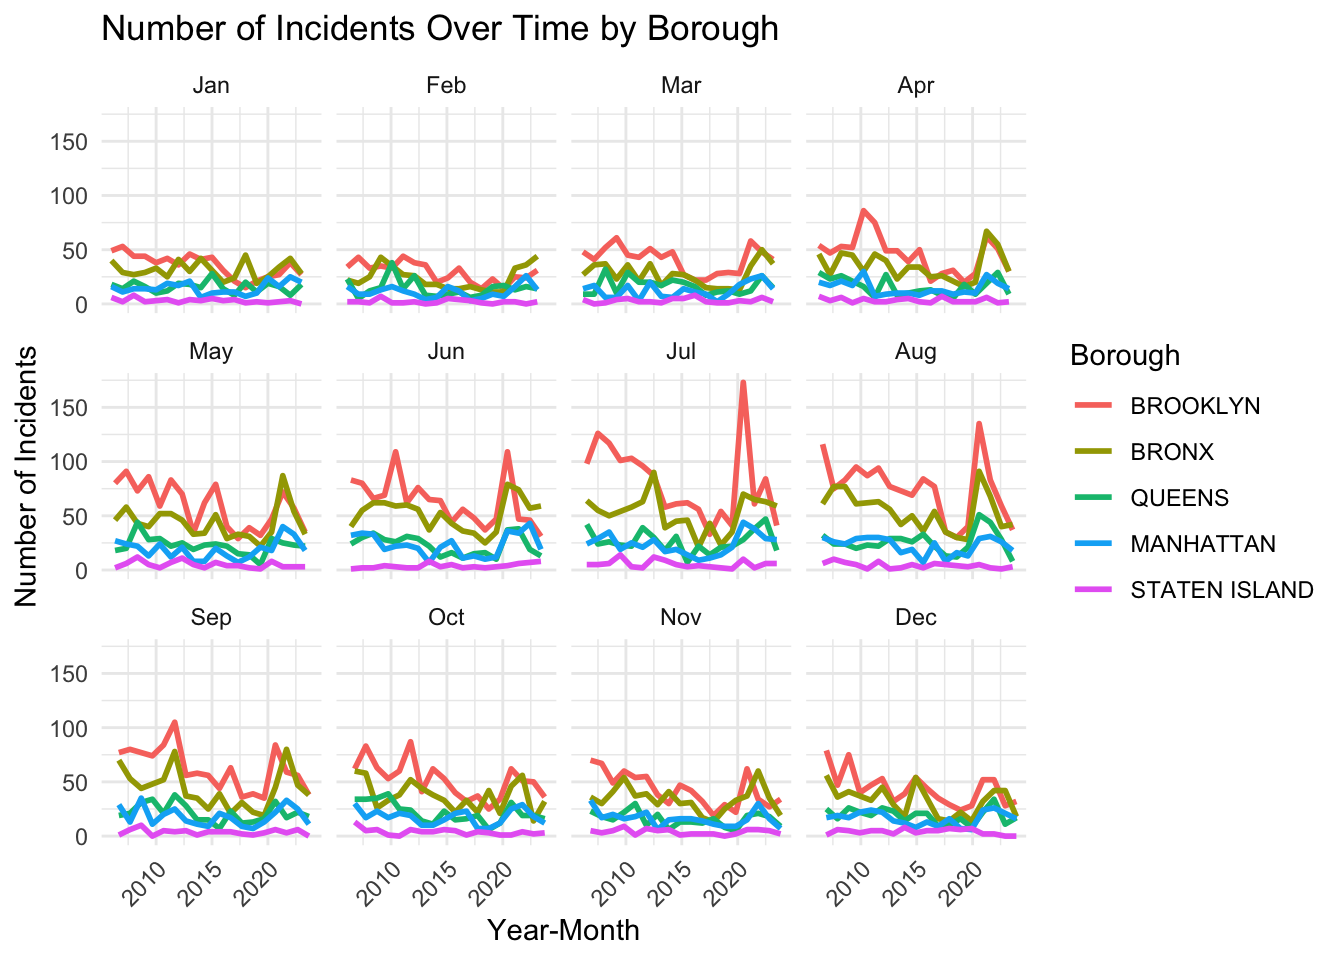 Number of Incidents Over Time by Borough
Jan Feb Mar Apr
150
100
50
0
May Jun Jul Aug
150
100
50
0
Sep Oct Nov Dec
150
100
50
0
2010 2015 2020 2010 2015 2020 2010 2015 2020 2010 2015 2020
Year-Month
Number of Incidents
Borough
BROOKLYN
BRONX
QUEENS
MANHATTAN
STATEN ISLAND